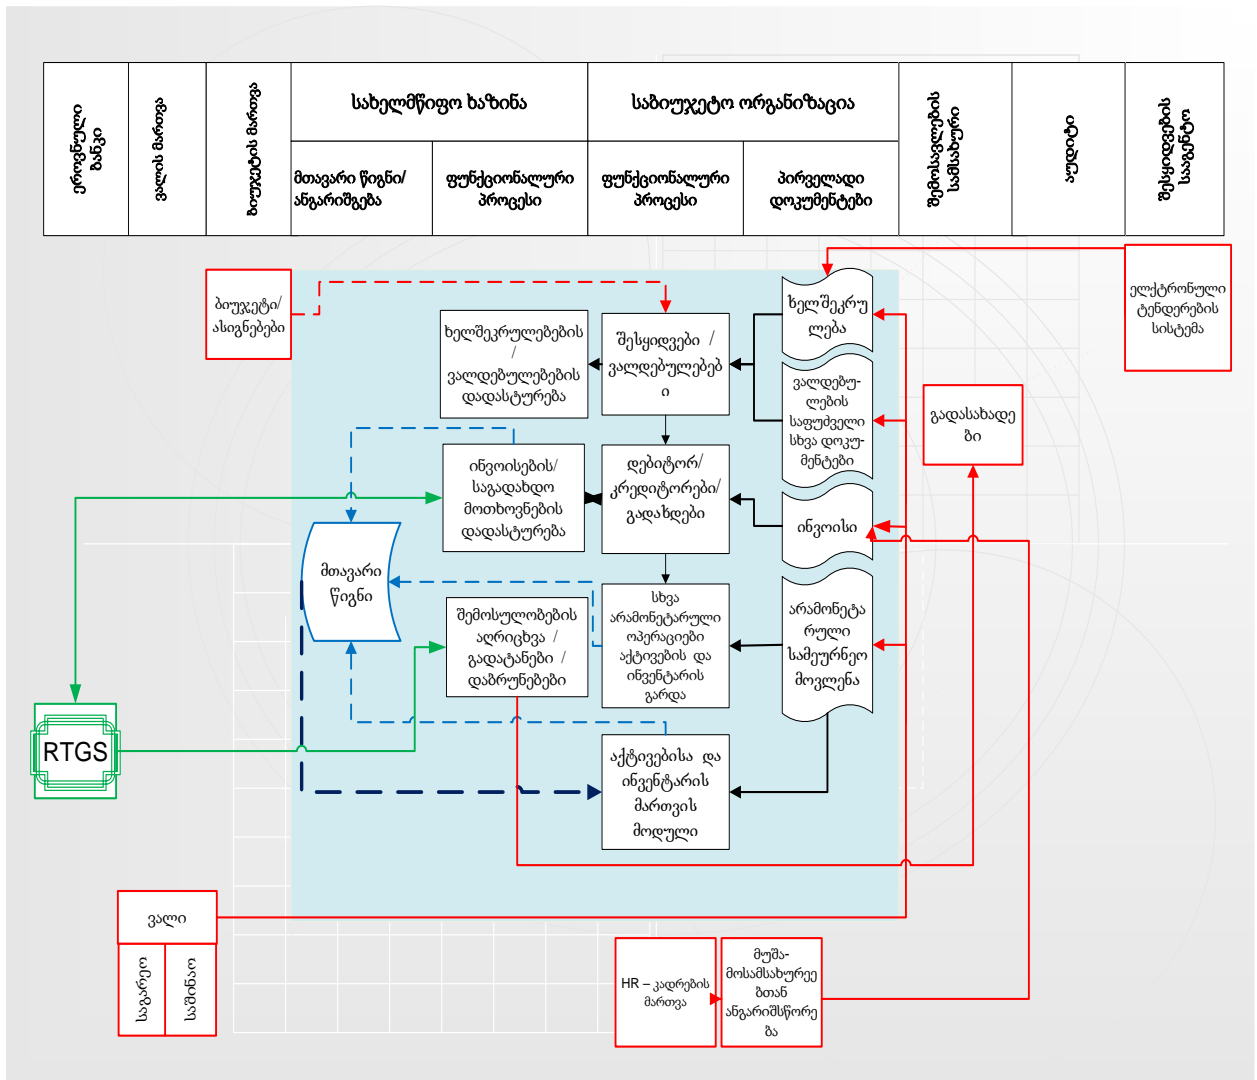 ეროვნული
ბანკი
ვალის მართვა
ბიუჯეტის მართვა
სახელმწიფო ხაზინა
საბიუჯეტო ორგანიზაცია
მთავარი წიგნი/
ანგარიშგება
ფუნქციონალური
პროცესი
ფუნქციონალური
პროცესი
პირველადი
დოკუმენტები
შემოსავლების
სამსახური
აუდიტი
შესყიდვების
სააგენტო
ბიუჯეტი/
ასიგნებები
ხელშეკრულებების
/
ვალდებულებების
დადასტურება
შესყიდვები /
ვალდებულებებ
ი
ხელშეკრუ
ლება
ელქტრონული
ტენდერების
სისტემა
ვალდებუ-
ლების
საფუძველი
სხვა დოკუ-
მენტები
გადასახადე
ბი
ინვოისების/
საგადახდო
მოთხოვნების
დადასტურება
დებიტორ/
კრედიტორები/
გადახდები
ინვოისი
მთავარი
წიგნი
შემოსულობების
აღრიცხვა /
გადატანები /
დაბრუნებები
სხვა
არამონეტარული
ოპერაციები
აქტივების და
ინვენტარის
გარდა
არამონეტა
რული
სამეურნეო
მოვლენა
RTGS
აქტივებისა და
ინვენტარის
მართვის
მოდული
ვალი
საგარეო
საშინაო
HR – კადრების
მართვა
მუშა-
მოსამსახურეე
ბთან
ანგარიშსწორე
ბა